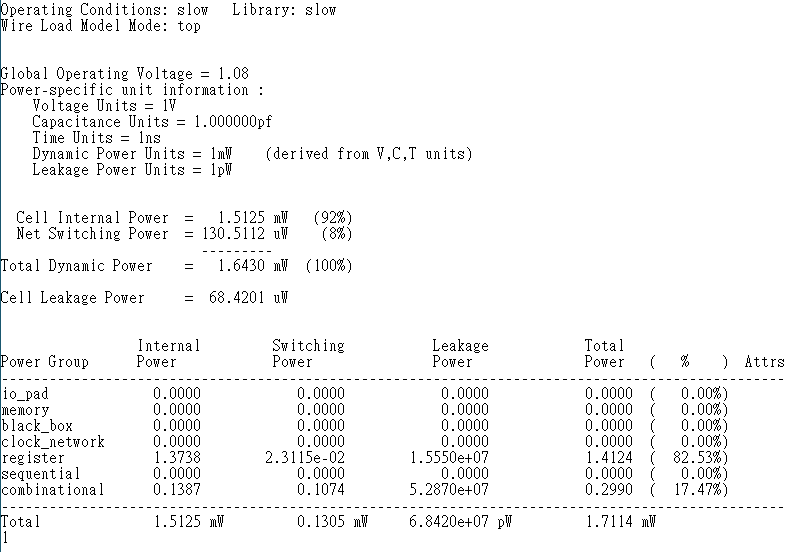 Operating Conditions: slow   Library: slow
Wire Load Model Mode: top
Global Operating Voltage = 1.08
Power-specific unit information :
    Voltage Units = 1V
    Capacitance Units = 1.000000pf
    Time Units = 1ns
    Dynamic Power Units = 1mW    (derived from V,C,T units)
    Leakage Power Units = 1pW
  Cell Internal Power  =   1.5125 mW   (92%)
  Net Switching Power  = 130.5112 uW    (8%)
                         ---------
Total Dynamic Power    =   1.6430 mW  (100%)
Cell Leakage Power     =  68.4201 uW
                 Internal         Switching           Leakage            Total
Power Group      Power            Power               Power              Power   (   %    )  Attrs
--------------------------------------------------------------------------------------------------
io_pad             0.0000            0.0000            0.0000            0.0000  (   0.00%)
memory             0.0000            0.0000            0.0000            0.0000  (   0.00%)
black_box          0.0000            0.0000            0.0000            0.0000  (   0.00%)
clock_network      0.0000            0.0000            0.0000            0.0000  (   0.00%)
register           1.3738        2.3115e-02        1.5550e+07            1.4124  (  82.53%)
sequential         0.0000            0.0000            0.0000            0.0000  (   0.00%)
combinational      0.1387            0.1074        5.2870e+07            0.2990  (  17.47%)
--------------------------------------------------------------------------------------------------
Total              1.5125 mW         0.1305 mW     6.8420e+07 pW         1.7114 mW
1